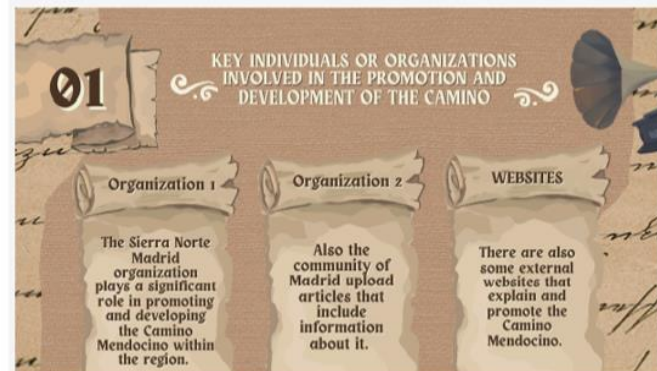 01
KEY INDIVIDUALS OR ORGANIZATIONS
INVOLVED IN THE PROMOTION AND
DEVELOPMENT OF THE CAMINO
Organization 1
The Sierra Norte
Madrid
organization
plays a significant
role in promoting
and developing
the Camino
Mendocino within
the region.
Organization 2
Also the
community of
Madrid upload
articles that
include
information
about it.
WEBSITES
There are also
some external
websites that
explain and
promote the
Camino
Mendocino.